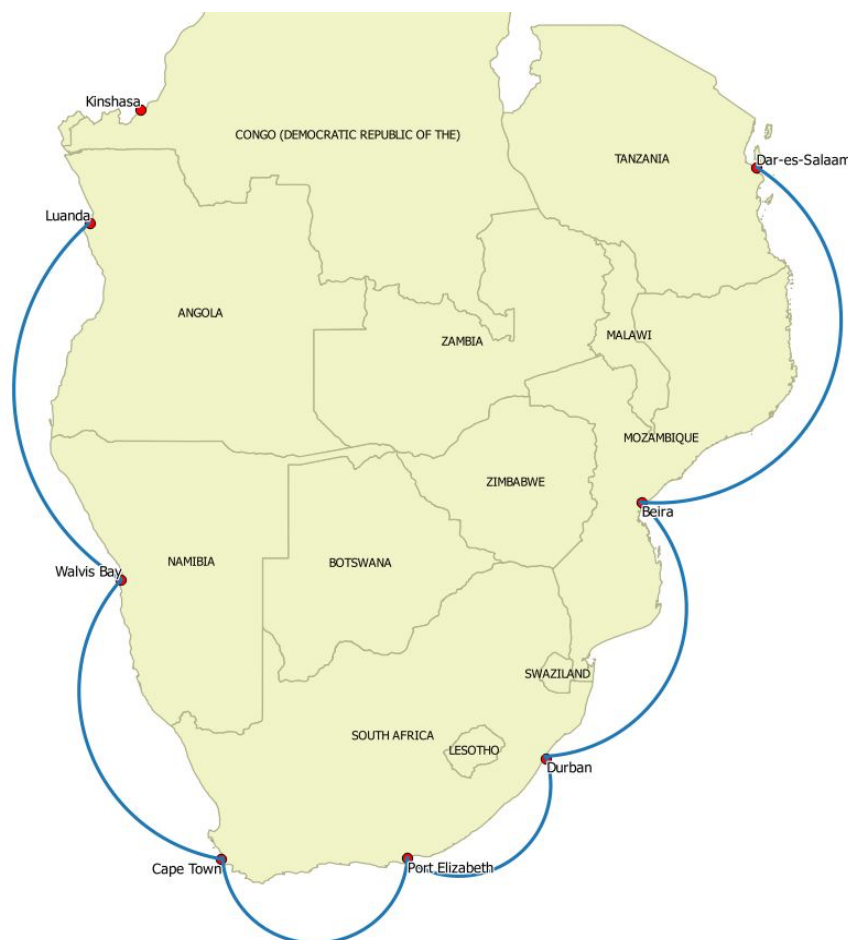 Kinshasa
CONGO (DEMOCRATIC REPUBLIC OF THE)
TANZANIA
Dar-es-Salaam
Luanda
ANGOLA
ZAMBIA
MALAWI
MOZAMBIQUE
ZIMBABWE
Beira
NAMIBIA
BOTSWANA
Walvis Bay
SWAZILAND
SOUTH AFRICA
LESOTHO
Durban
Cape Town
Port Elizabeth